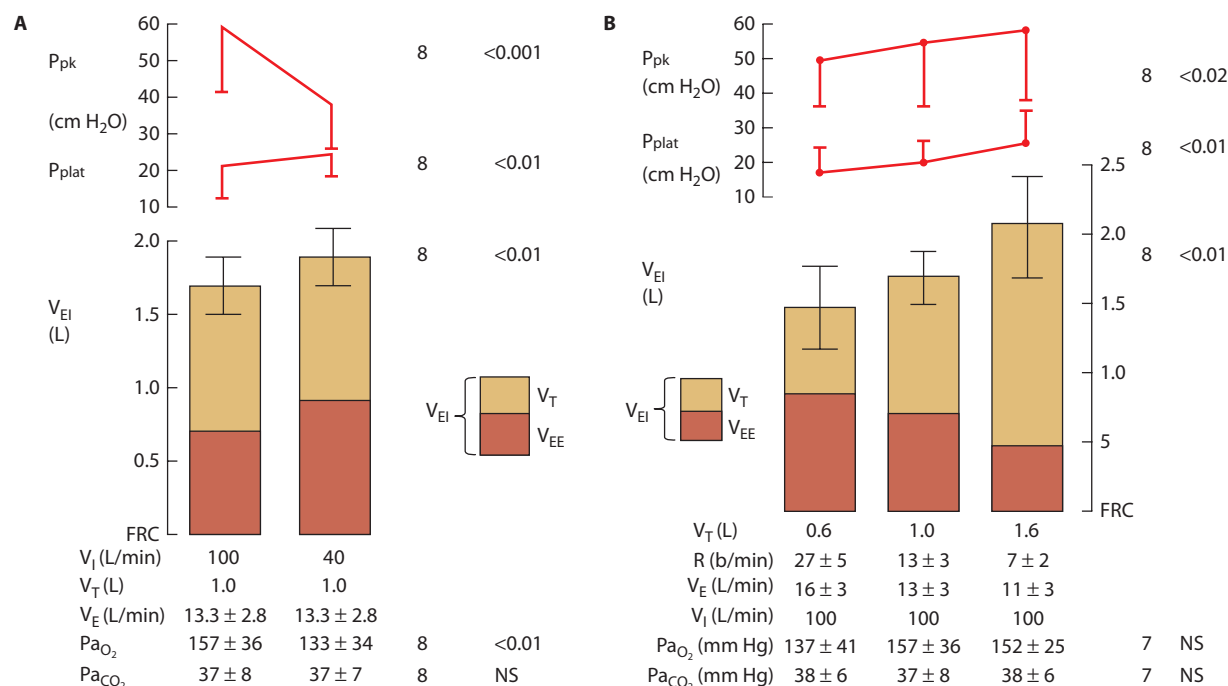 A
60
50
40
30
20
10
Ppk
(cm H2O)
Pplat
8 <0.001
8 <0.01
2.0
1.5
1.0
0.5
FRC
VEI
(L)
8 <0.01
VEI
VT
VEE
VI (L/min) 100 40
VT (L) 1.0 1.0
VE (L/min) 13.3 ± 2.8 13.3 ± 2.8
PaO2 157 ± 36 133 ± 34 8 <0.01
PaCO2 37 ± 8 37 ± 7 8 NS
B
60
50
40
30
20
10
Ppk
(cm H2O)
Pplat
(cm H2O)
8 <0.02
8 <0.01
2.5
2.0
1.5
1.0
5
FRC
VEI
(L)
8 <0.01
VEI
VT
VEE
VT (L) 0.6 1.0 1.6
R (b/min) 27 ± 5 13 ± 3 7 ± 2
VE (L/min) 16 ± 3 13 ± 3 11 ± 3
VI (L/min) 100 100 100
PaO2 (mm Hg) 137 ± 41 157 ± 36 152 ± 25 7 NS
PaCO2 (mm Hg) 38 ± 6 37 ± 8 38 ± 6 7 NS